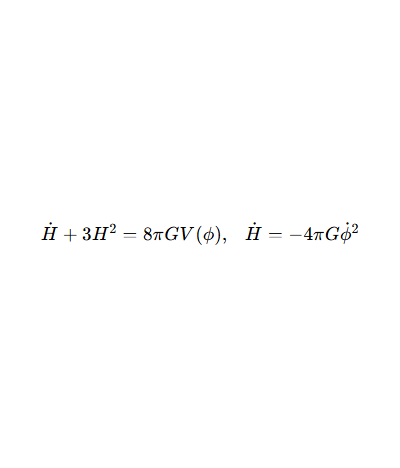 Ḣ + 3H² = 8πGV(ϕ),   Ḣ = −4πGϕ̇²